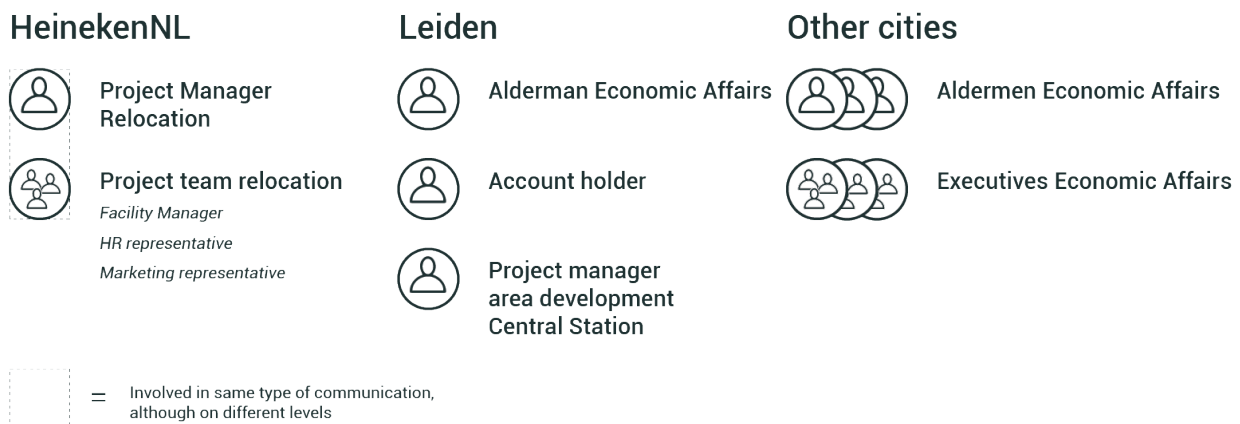 HeinekenNL
Project Manager
Relocation
Project team relocation
Facility Manager
HR representative
Marketing representative
Leiden
Alderman Economic Affairs
Account holder
Project manager
area development
Central Station
Other cities
Aldermen Economic Affairs
Executives Economic Affairs
= Involved in same type of communication,
although on different levels